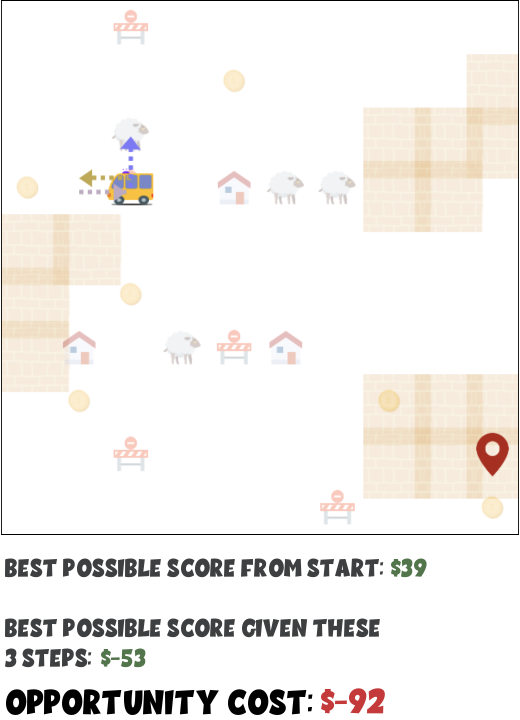 BEST POSSIBLE SCORE FROM START: $39
BEST POSSIBLE SCORE GIVEN THESE
3 STEPS: $-53
OPPORTUNITY COST: $-92